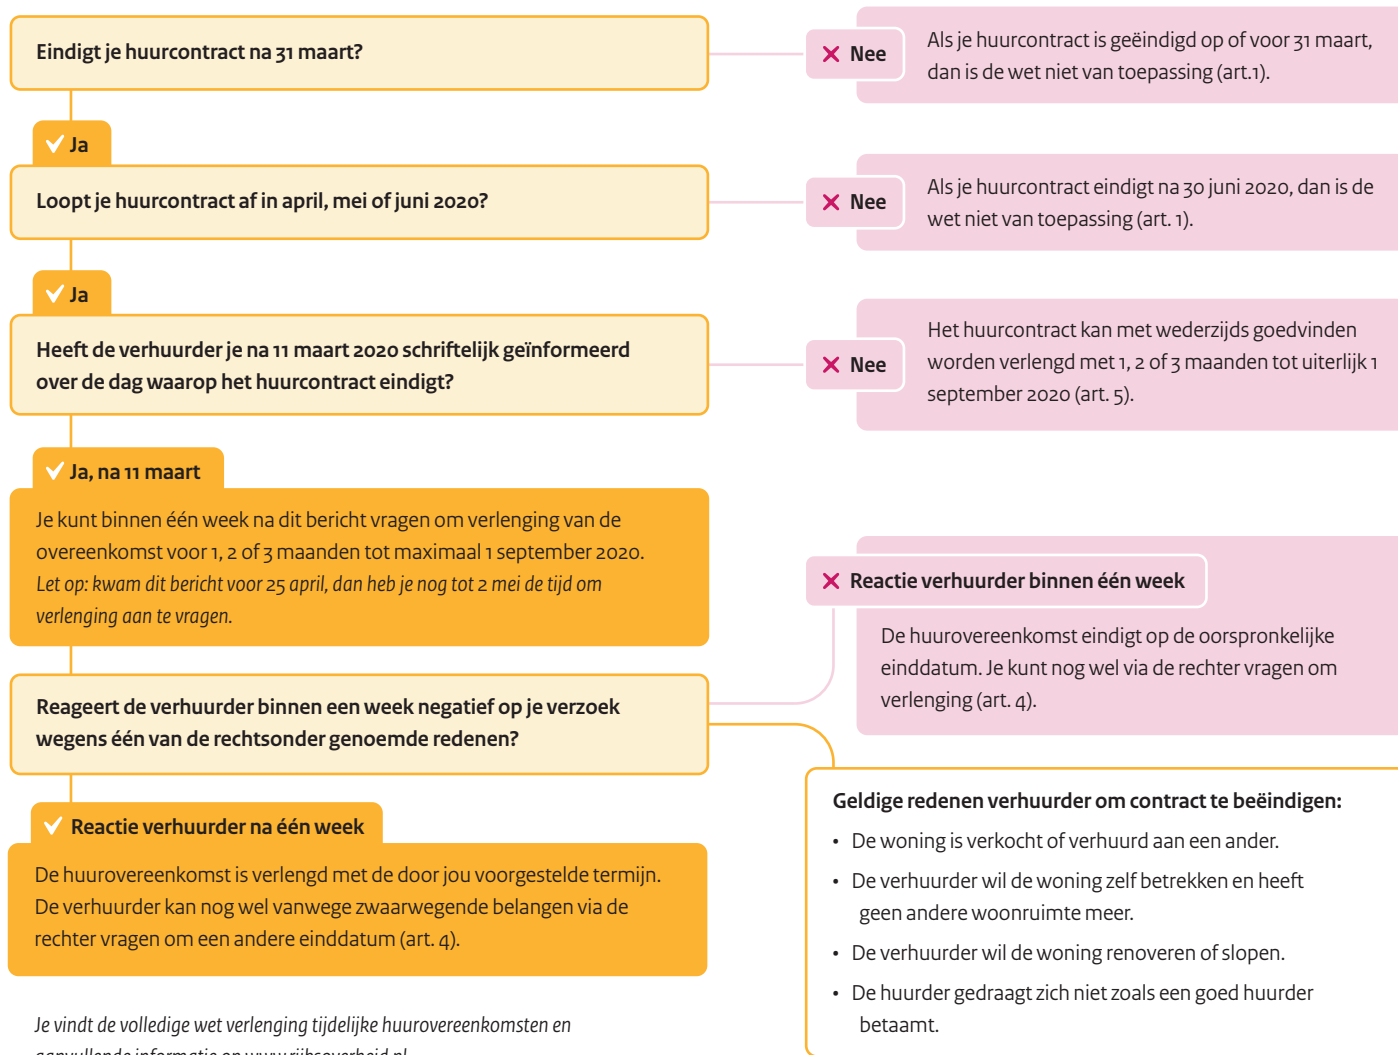 Eindigt je huurcontract na 31 maart?
Nee
Als je huurcontract is geëindigd op of voor 31 maart,
dan is de wet niet van toepassing (art.1).
Ja
Loopt je huurcontract af in april, mei of juni 2020?
Nee
Als je huurcontract eindigt na 30 juni 2020, dan is de
wet niet van toepassing (art. 1).
Ja
Heeft de verhuurder je na 11 maart 2020 schriftelijk geïnformeerd
over de dag waarop het huurcontract eindigt?
Nee
Het huurcontract kan met wederzijds goedvinden
worden verlengd met 1, 2 of 3 maanden tot uiterlijk 1
september 2020 (art. 5).
Ja, na 11 maart
Je kunt binnen één week na dit bericht vragen om verlenging van de
overeenkomst voor 1, 2 of 3 maanden tot maximaal 1 september 2020.
Let op: kwam dit bericht voor 25 april, dan heb je nog tot 2 mei de tijd om
verlenging aan te vragen.
Reageert de verhuurder binnen een week negatief op je verzoek
wegens één van de rechtsonder genoemde redenen?
Reactie verhuurder binnen één week
De huurovereenkomst eindigt op de oorspronkelijke
einddatum. Je kunt nog wel via de rechter vragen om
verlenging (art. 4).
Reactie verhuurder na één week
De huurovereenkomst is verlengd met de door jou voorgestelde termijn.
De verhuurder kan nog wel vanwege zwaarwegende belangen via de
rechter vragen om een andere einddatum (art. 4).
Geldige redenen verhuurder om contract te beëindigen:
• De woning is verkocht of verhuurd aan een ander.
• De verhuurder wil de woning zelf betrekken en heeft
geen andere woonruimte meer.
• De verhuurder wil de woning renoveren of slopen.
• De huurder gedraagt zich niet zoals een goed huurder
betaamt.
Je vindt de volledige wet verlenging tijdelijke huurovereenkomsten en
aanvullende informatie op www.rijksoverheid.nl